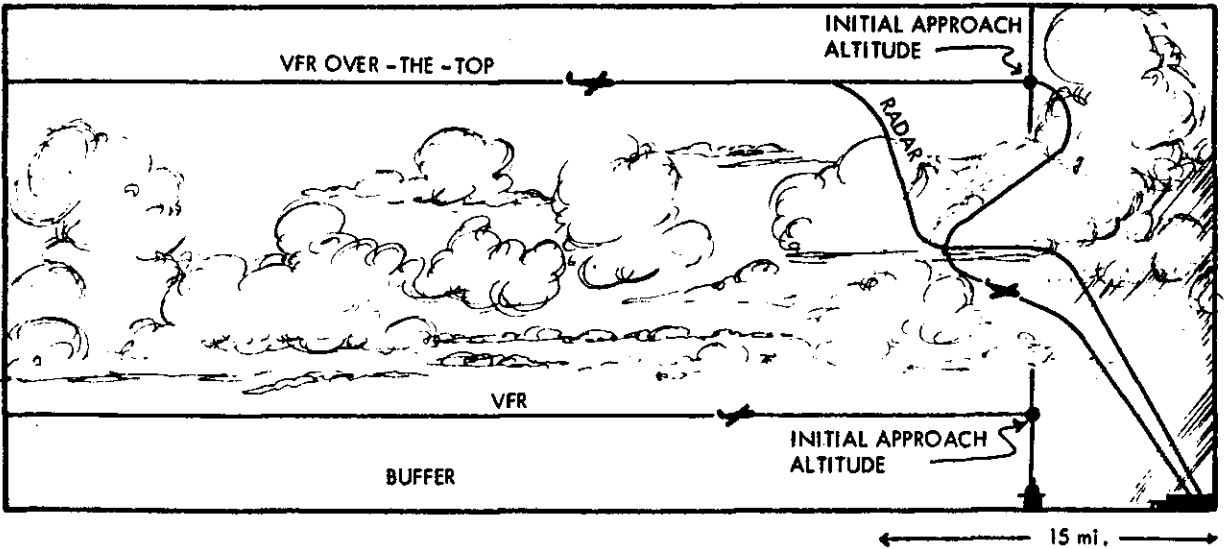 INITIAL APPROACH
ALTITUDE
VFR OVER-THE-TOP
RADAR
VFR
INITIAL APPROACH
ALTITUDE
BUFFER
15 mi.